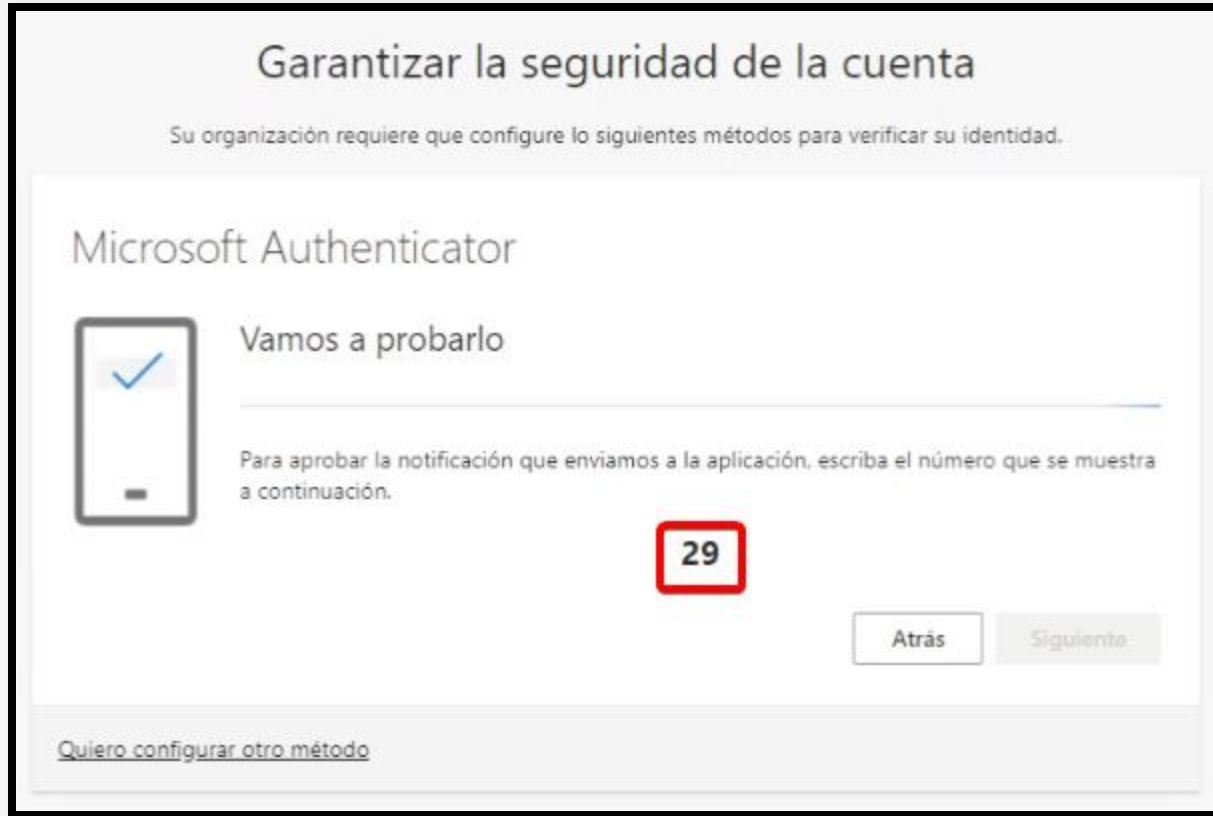 Garantizar la seguridad de la cuenta
Su organización requiere que configure lo siguientes métodos para verificar su identidad.
Microsoft Authenticator
Vamos a probarlo
Para aprobar la notificación que enviamos a la aplicación, escriba el número que se muestra
a continuación.
29
Atrás
Siguiente
Quiero configurar otro método